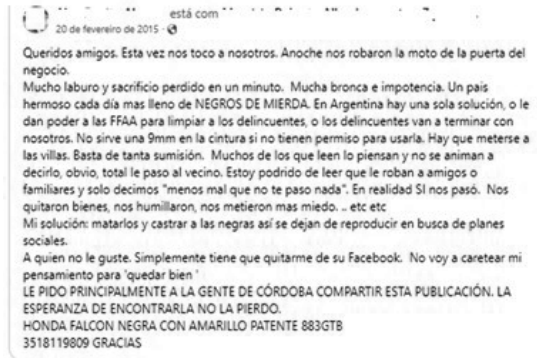 está com
20 de fevereiro de 2015 ·
Queridos amigos. Esta vez nos toco a nosotros. Anoche nos robaron la moto de la puerta del
negocio.
Mucho laburo y sacrificio perdido en un minuto. Mucha bronca e impotencia. Un pais
hermoso cada día mas lleno de NEGROS DE MIERDA. En Argentina hay una sola solución, o le
dan poder a las FFAA para limpiar a los delincuentes, o los delincuentes van a terminar con
nosotros. No sirve una 9mm en la cintura si no tienen permiso para usarla. Hay que meterse a
las villas. Basta de tanta sumisión. Muchos de los que leen lo piensan y no se animan a
decirlo, obvio, total le paso al vecino. Estoy podrido de leer que le roban a amigos o
familiares y solo decimos "menos mal que no te paso nada". En realidad SI nos pasó. Nos
quitaron bienes, nos humillaron, nos metieron mas miedo. .. etc etc
Mi solución: matarlos y castrar a las negras así se dejan de reproducir en busca de planes
sociales.
A quien no le guste. Simplemente tiene que quitarme de su Facebook. No voy a caretear mi
pensamiento para 'quedar bien '
LE PIDO PRINCIPALMENTE A LA GENTE DE CÓRDOBA COMPARTIR ESTA PUBLICACIÓN. LA
ESPERANZA DE ENCONTRARLA NO LA PIERDO.
HONDA FALCON NEGRA CON AMARILLO PATENTE 883GTB
3518119809 GRACIAS